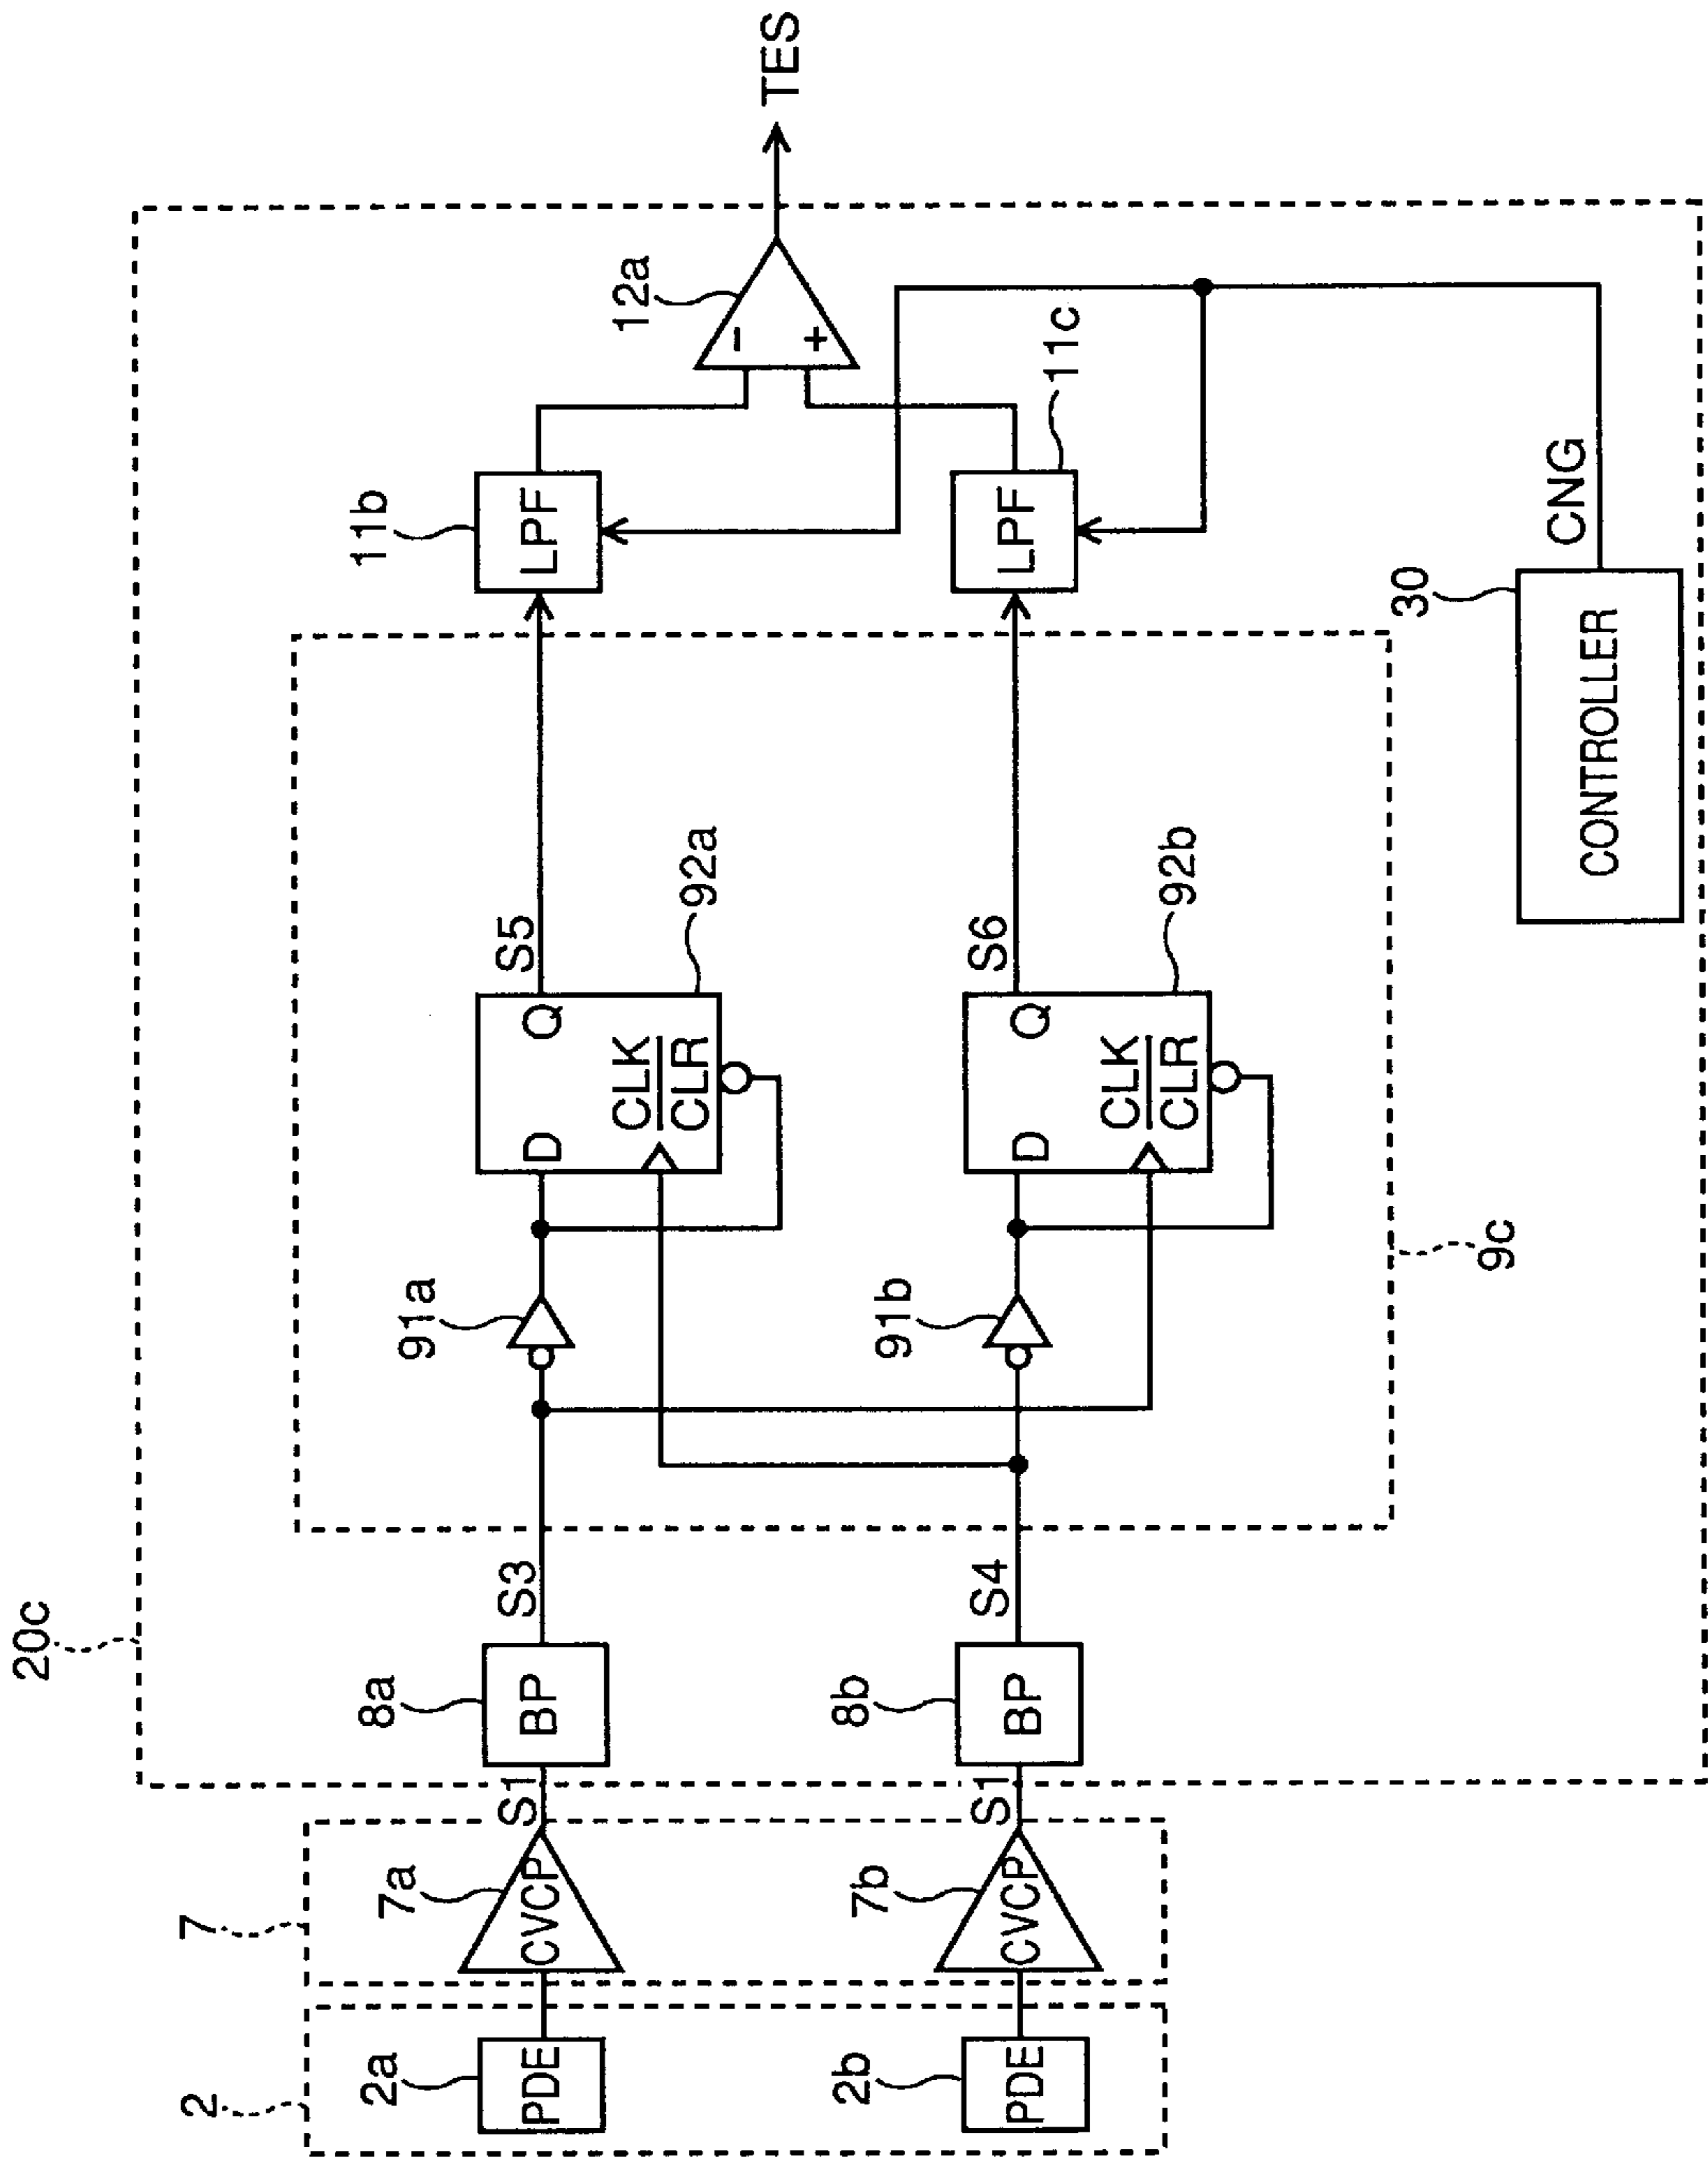 20c
7
2
2a
PDE
7a
CVCP
S1
8a
BP
S3
91a
D
Q
CLK
CLR
92a
S5
11b
LPF
12a
−
+
TES
2b
PDE
7b
CVCP
S1
8b
BP
S4
91b
D
Q
CLK
CLR
92b
S6
LPF
11c
9c
30
CONTROLLER
CNG